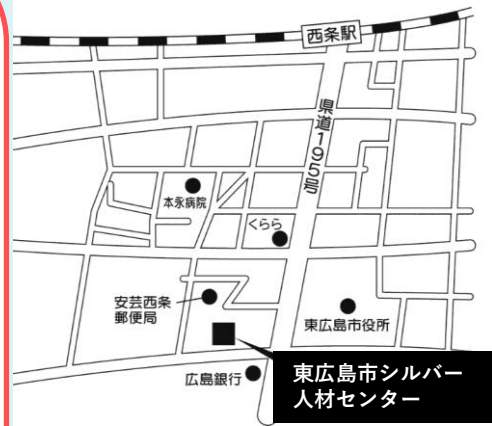 西条駅
県道195号
本永病院
くらら
安芸西条
郵便局
東広島市役所
広島銀行
東広島市シルバー
人材センター